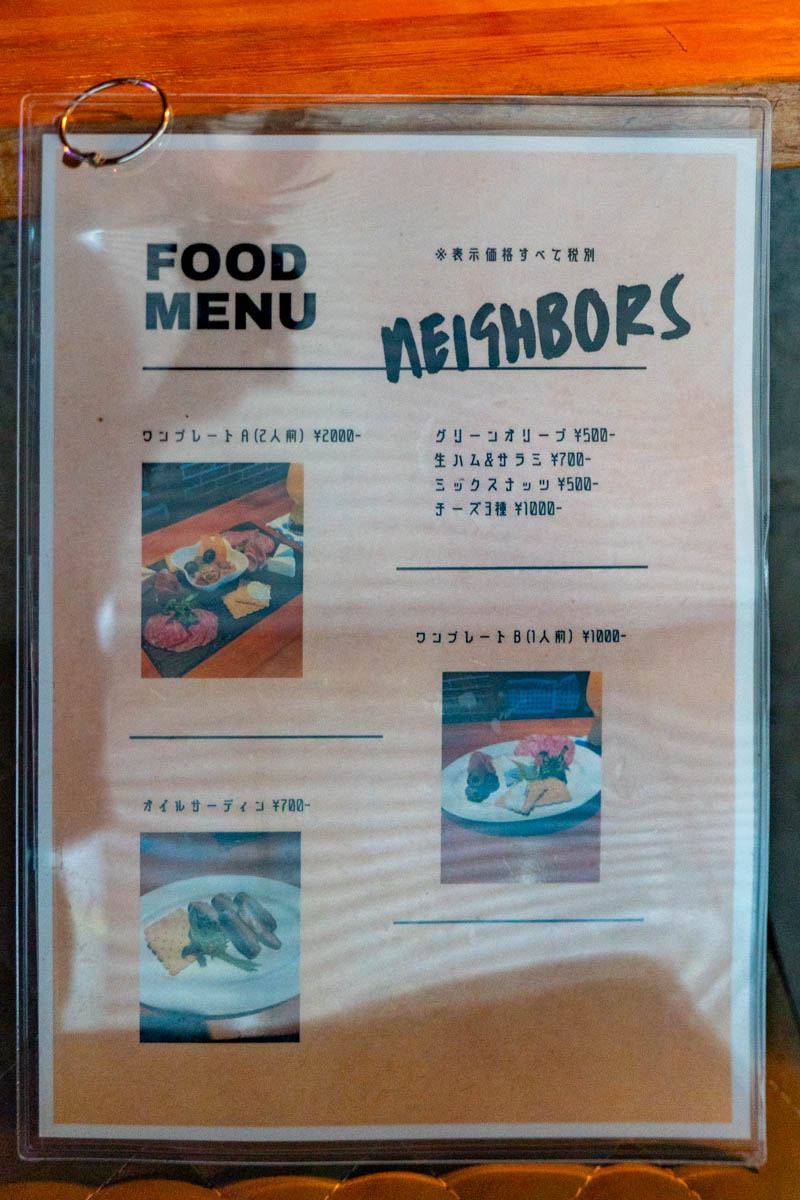 FOOD
MENU
※表示価格すべて税別
NEIGHBORS
ワンプレートA(2人前) ¥2000-
グリーンオリーブ ¥500-
生ハム&サラミ ¥700-
ミックスナッツ ¥500-
チーズ3種 ¥1000-
ワンプレートB(1人前) ¥1000-
オイルサーディン ¥700-